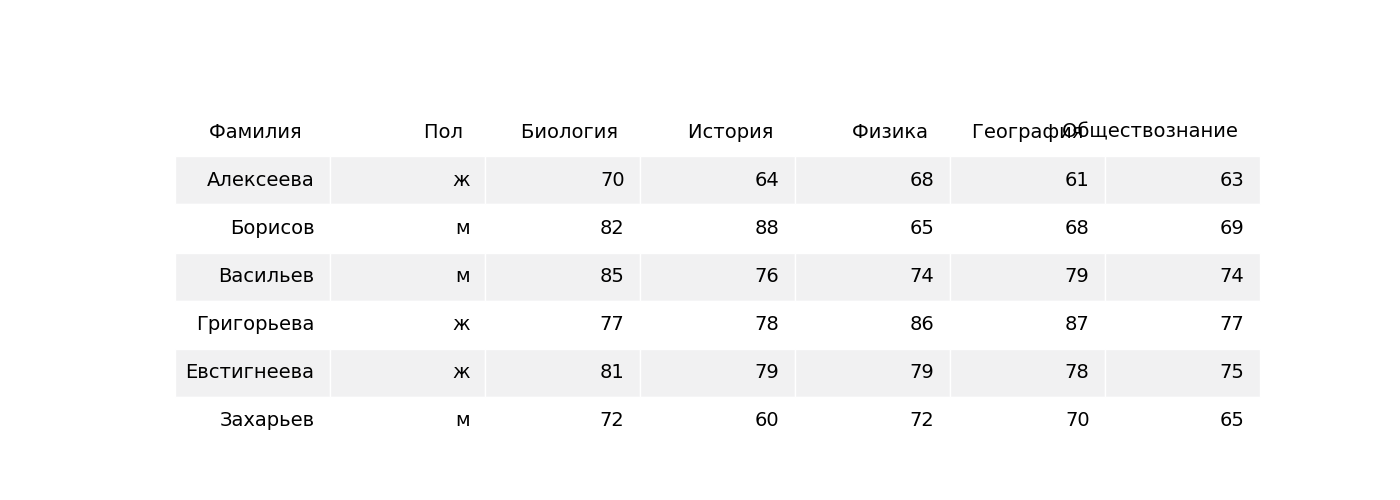 Фамилия Пол Биология История Физика География Обществознание
Алексеева ж 70 64 68 61 63
Борисов м 82 88 65 68 69
Васильев м 85 76 74 79 74
Григорьева ж 77 78 86 87 77
Евстигнеева ж 81 79 79 78 75
Захарьев м 72 60 72 70 65